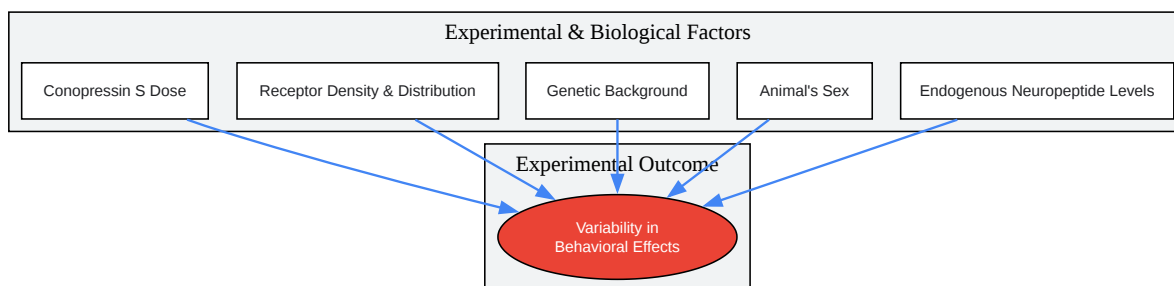 Experimental & Biological Factors
Conopressin S Dose
Receptor Density & Distribution
Genetic Background
Animal's Sex
Endogenous Neuropeptide Levels
Experimental Outcome
Variability in
Behavioral Effects